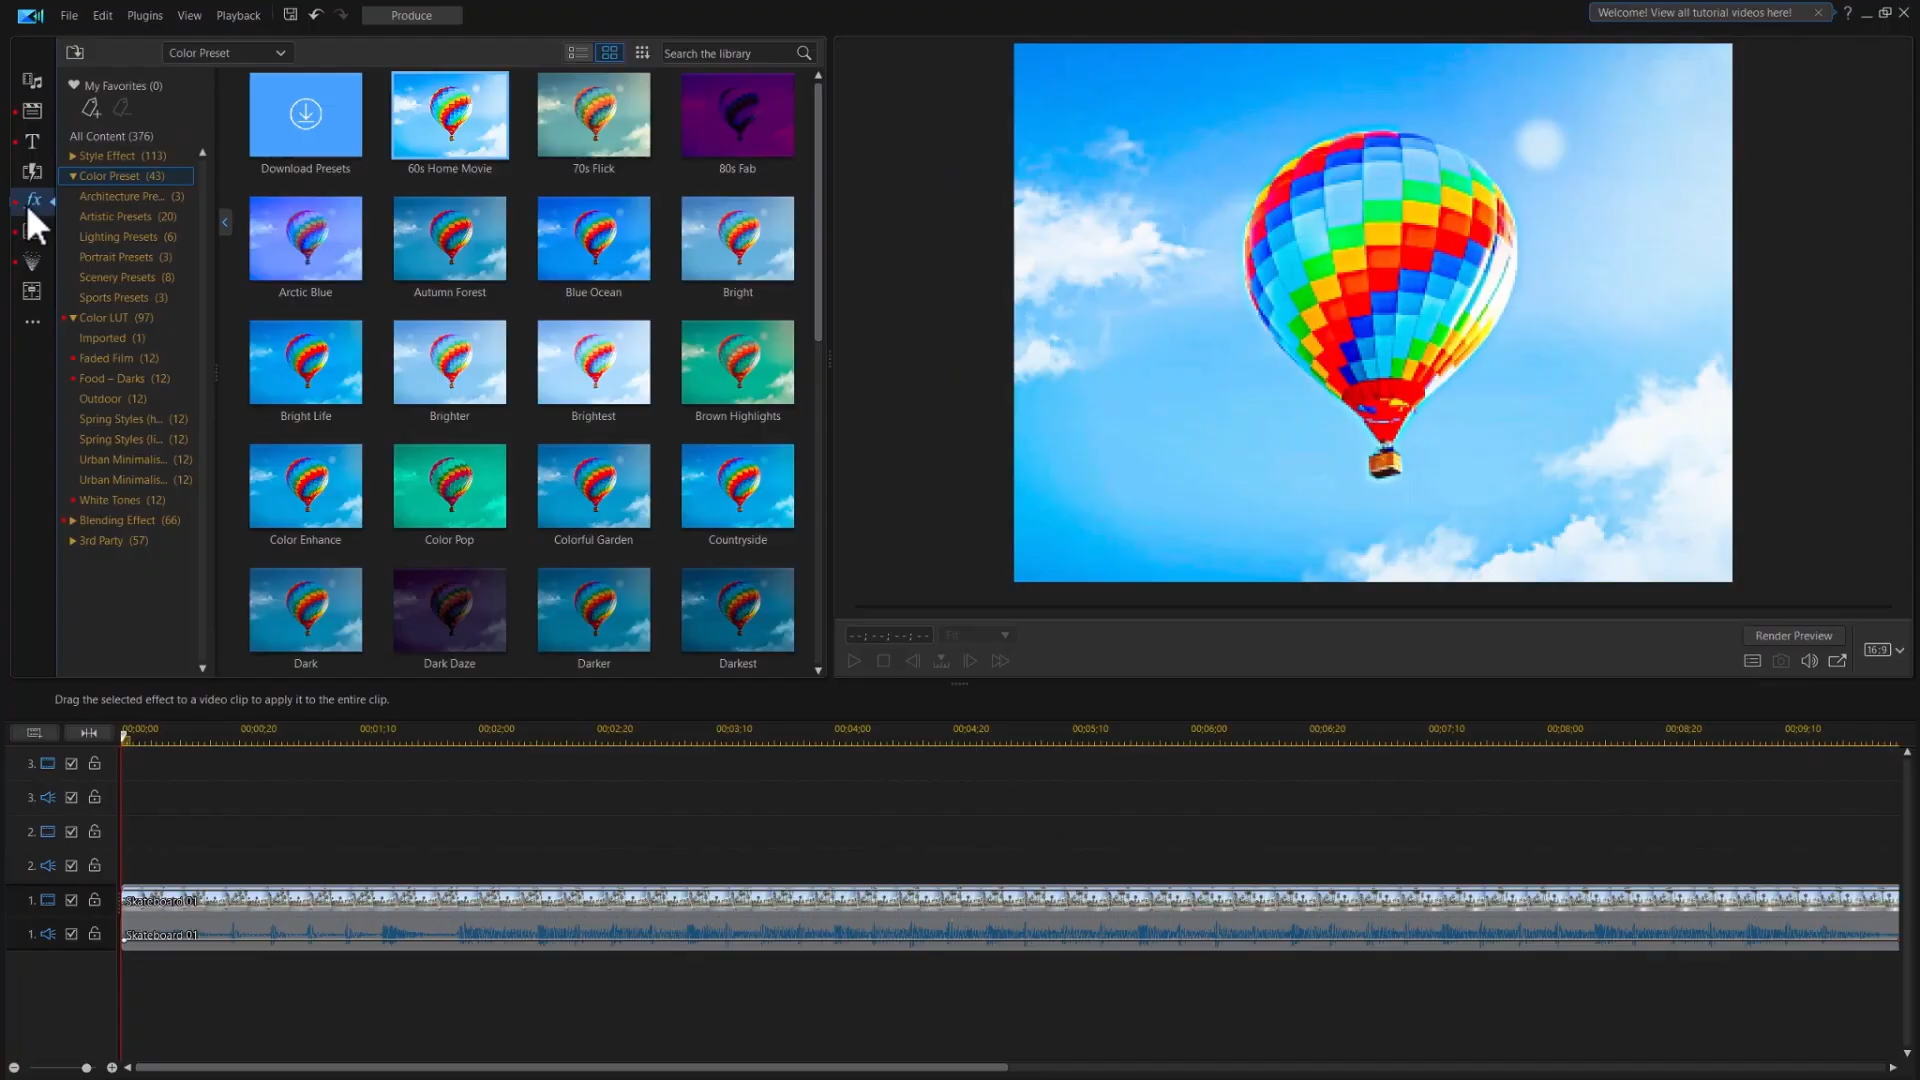 File Edit Plugins View Playback Produce Welcome! View all tutorial videos here!
Color Preset Search the library
My Favorites (0)
All Content (376)
Style Effect (113)
Color Preset (43)
Architecture Pre... (3)
Artistic Presets (20)
Lighting Presets (6)
Portrait Presets (3)
Scenery Presets (8)
Sports Presets (3)
Color LUT (97)
Imported (1)
Faded Film (12)
Food – Darks (12)
Outdoor (12)
Spring Styles (h... (12)
Spring Styles (li... (12)
Urban Minimalis... (12)
Urban Minimalis... (12)
White Tones (12)
Blending Effect (66)
3rd Party (57)
T
fx
Download Presets 60s Home Movie 70s Flick 80s Fab
Arctic Blue Autumn Forest Blue Ocean Bright
Bright Life Brighter Brightest Brown Highlights
Color Enhance Color Pop Colorful Garden Countryside
Dark Dark Daze Darker Darkest
--;--;--;-- Fit Render Preview
16:9
Drag the selected effect to a video clip to apply it to the entire clip.
00;00;00 00;00;20 00;01;10 00;02;00 00;02;20 00;03;10 00;04;00 00;04;20 00;05;10 00;06;00 00;06;20 00;07;10 00;08;00 00;08;20 00;09;10
3.
3.
2.
2.
1. Skateboard 01
1. Skateboard 01